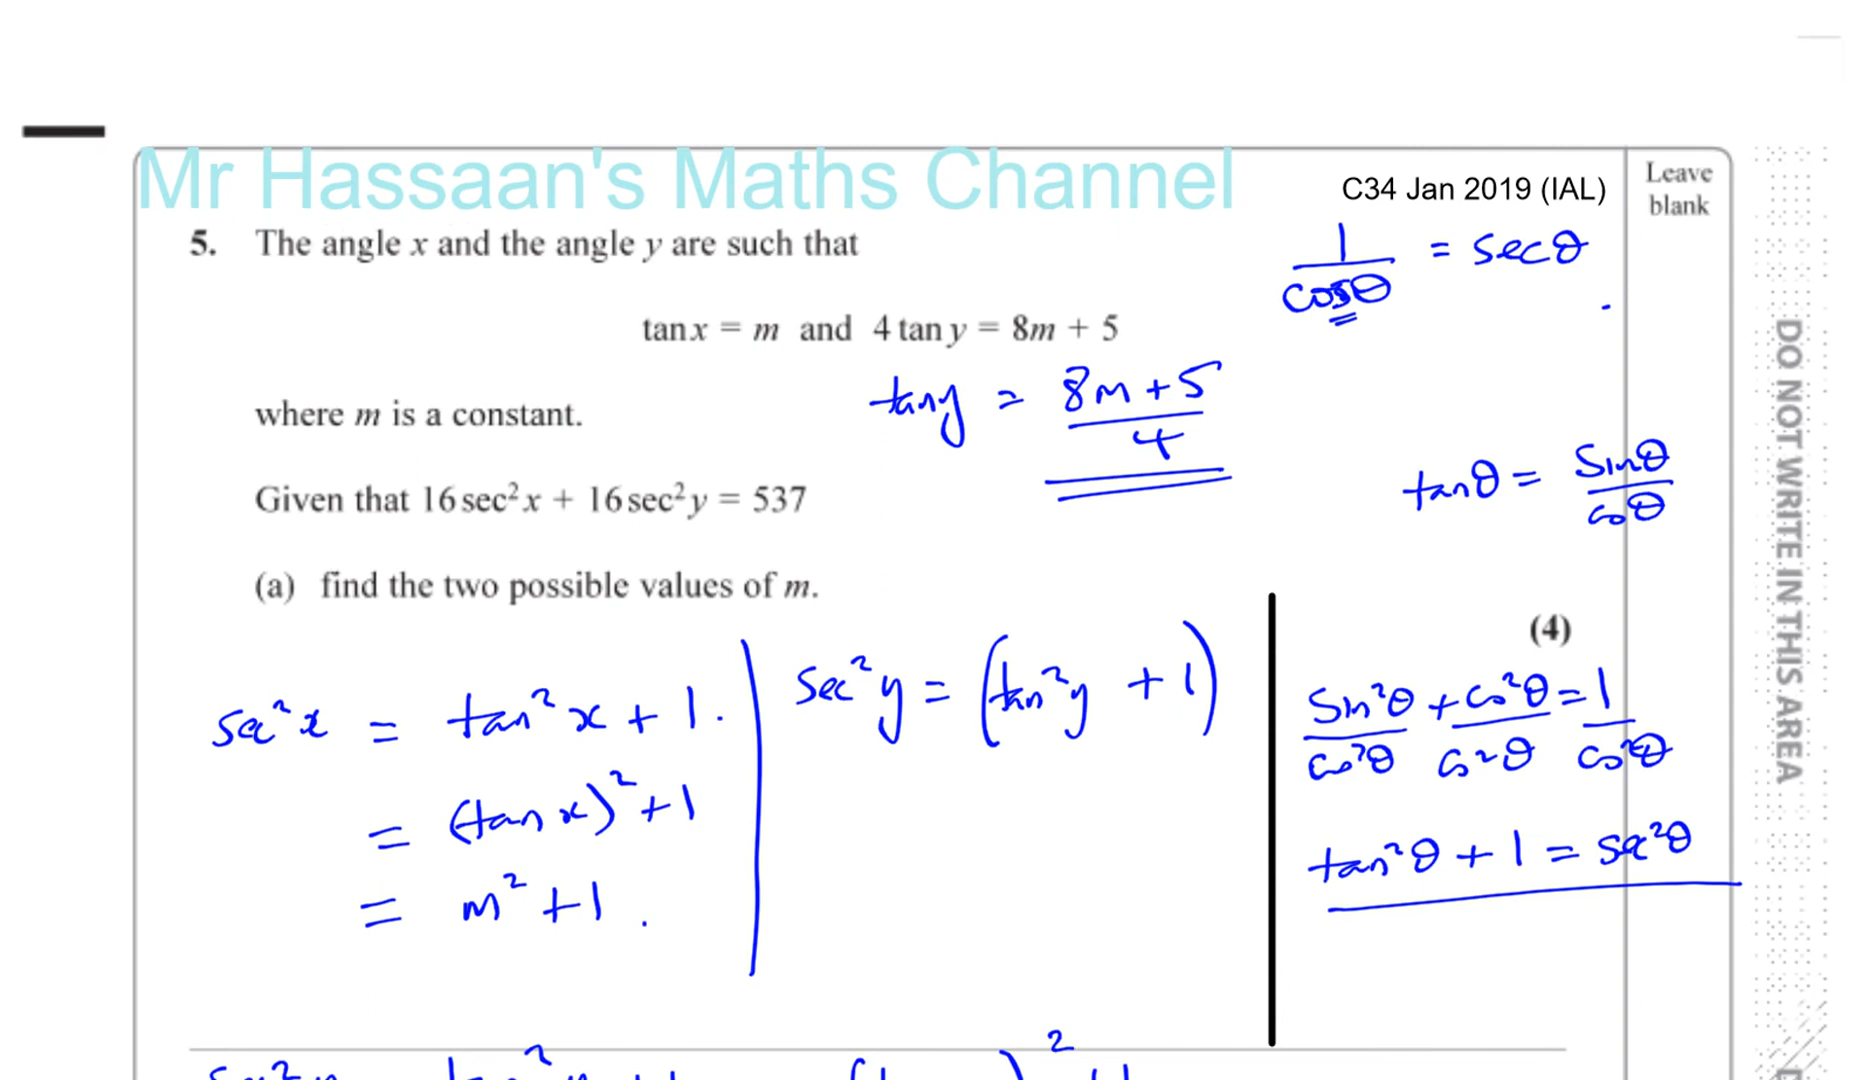 Mr Hassaan's Maths Channel
C34 Jan 2019 (IAL)
Leave
blank
5. The angle x and the angle y are such that
1/cosθ = secθ
tan x = m and 4 tan y = 8m + 5
tany = (8m+5)/4
where m is a constant.
tanθ = sinθ/cosθ
Given that 16 sec² x + 16 sec² y = 537
(a) find the two possible values of m.
(4)
sec²x = tan²x + 1.
= (tan x)² + 1
= m² + 1.
sec²y = (tan²y + 1)
sin²θ/cos²θ + cos²θ/cos²θ = 1/cos²θ
tan²θ + 1 = sec²θ
DO NOT WRITE IN THIS AREA